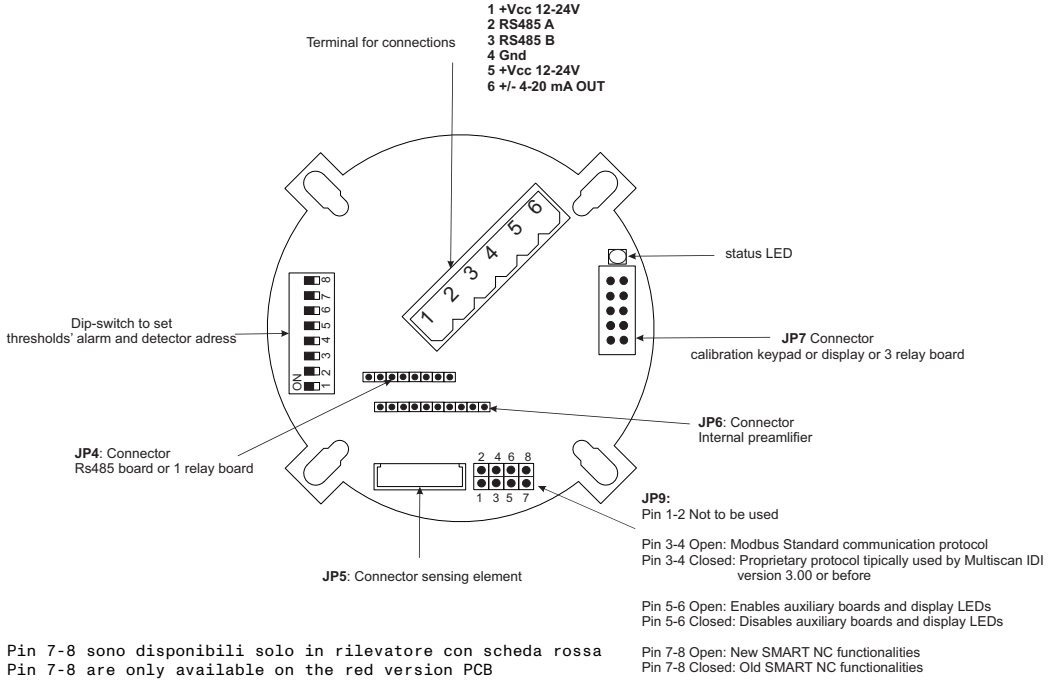 1 +Vcc 12-24V
2 RS485 A
3 RS485 B
4 Gnd
5 +Vcc 12-24V
6 +/- 4-20 mA OUT
Terminal for connections
1 2 3 4 5 6
status LED
8
7
6
5
4
3
2
1
ON
Dip-switch to set
thresholds' alarm and detector adress
JP7 Connector
calibration keypad or display or 3 relay board
JP4: Connector
Rs485 board or 1 relay board
JP6: Connector
Internal preamlifier
2 4 6 8
1 3 5 7
JP5: Connector sensing element
JP9:
Pin 1-2 Not to be used
Pin 3-4 Open: Modbus Standard communication protocol
Pin 3-4 Closed: Proprietary protocol tipically used by Multiscan IDI
version 3.00 or before
Pin 5-6 Open: Enables auxiliary boards and display LEDs
Pin 5-6 Closed: Disables auxiliary boards and display LEDs
Pin 7-8 Open: New SMART NC functionalities
Pin 7-8 Closed: Old SMART NC functionalities
Pin 7-8 sono disponibili solo in rilevatore con scheda rossa
Pin 7-8 are only available on the red version PCB